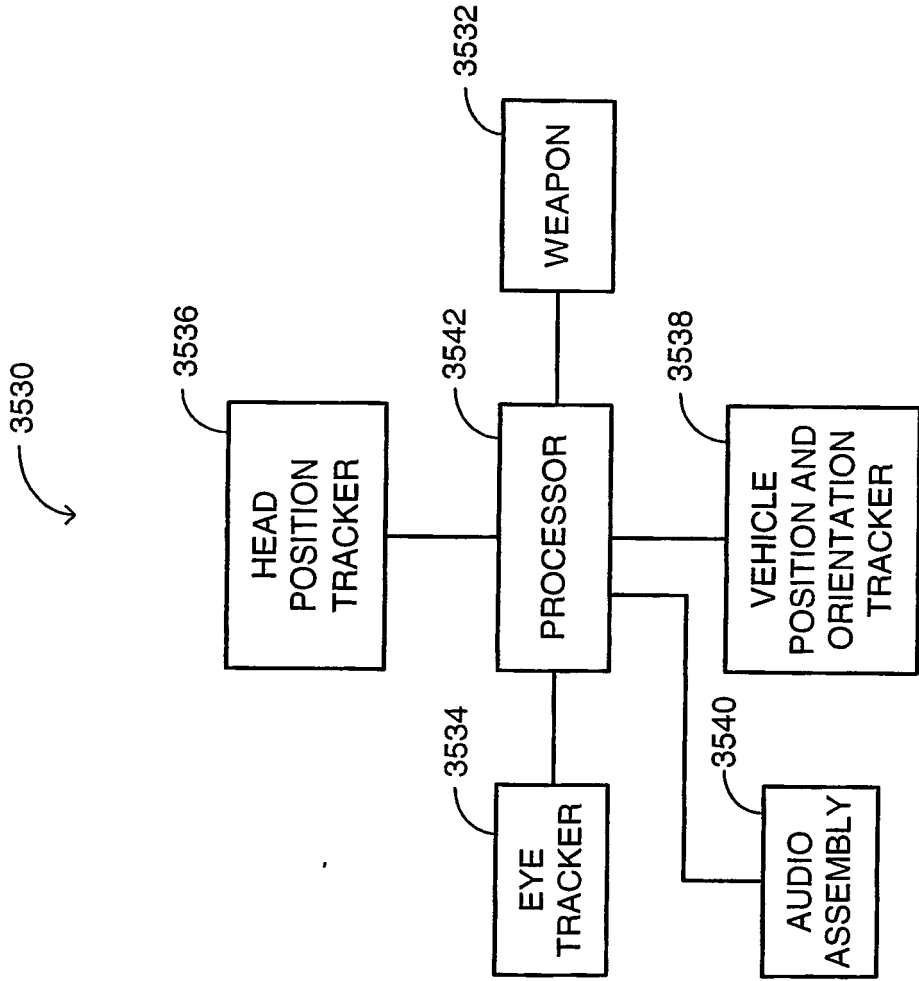 3530
3536
HEAD
POSITION
TRACKER
3534
EYE
TRACKER
3542
PROCESSOR
3532
WEAPON
3540
AUDIO
ASSEMBLY
3538
VEHICLE
POSITION AND
ORIENTATION
TRACKER